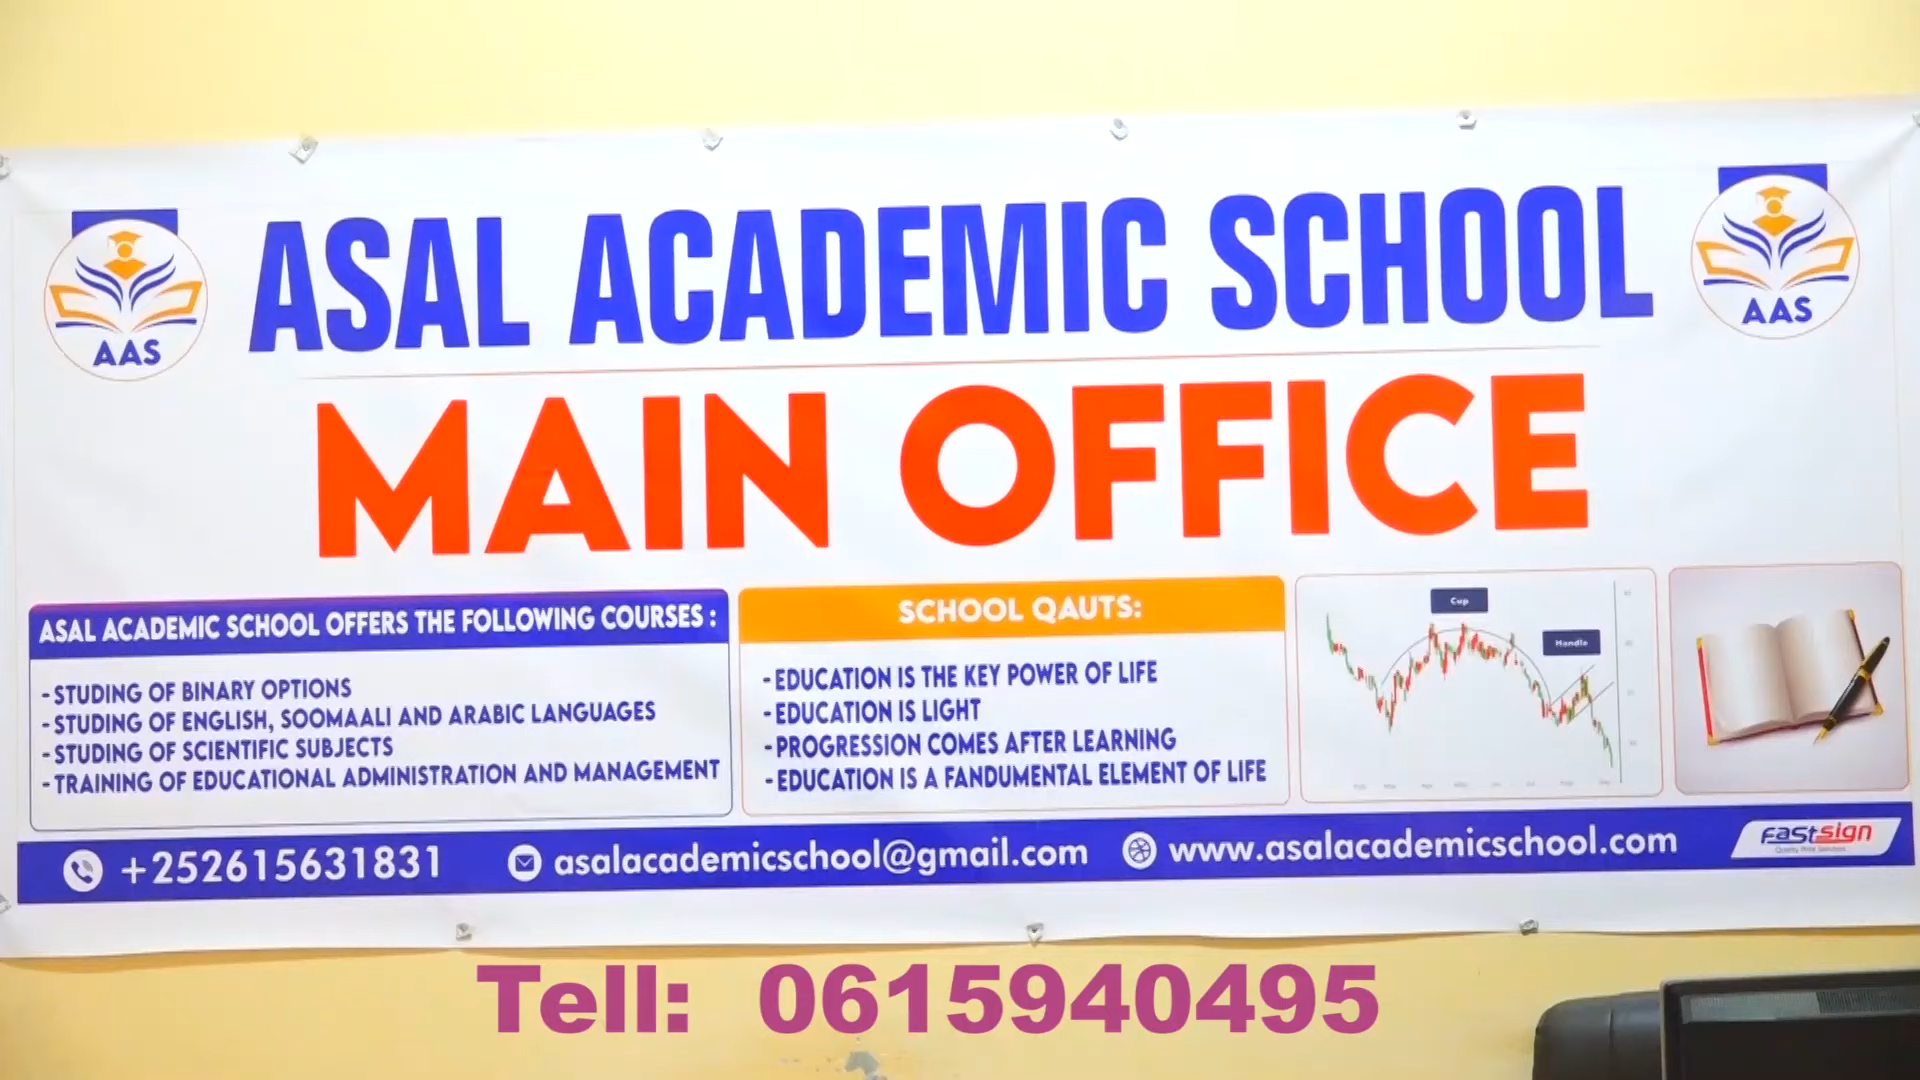 ASAL ACADEMIC SCHOOL
AAS
AAS
MAIN OFFICE
ASAL ACADEMIC SCHOOL OFFERS THE FOLLOWING COURSES :
- STUDING OF BINARY OPTIONS
- STUDING OF ENGLISH, SOOMAALI AND ARABIC LANGUAGES
- STUDING OF SCIENTIFIC SUBJECTS
- TRAINING OF EDUCATIONAL ADMINISTRATION AND MANAGEMENT
SCHOOL QAUTS:
- EDUCATION IS THE KEY POWER OF LIFE
- EDUCATION IS LIGHT
- PROGRESSION COMES AFTER LEARNING
- EDUCATION IS A FANDUMENTAL ELEMENT OF LIFE
Cup
Handle
+252615631831
asalacademicschool@gmail.com
www.asalacademicschool.com
fastsign
Tell: 0615940495